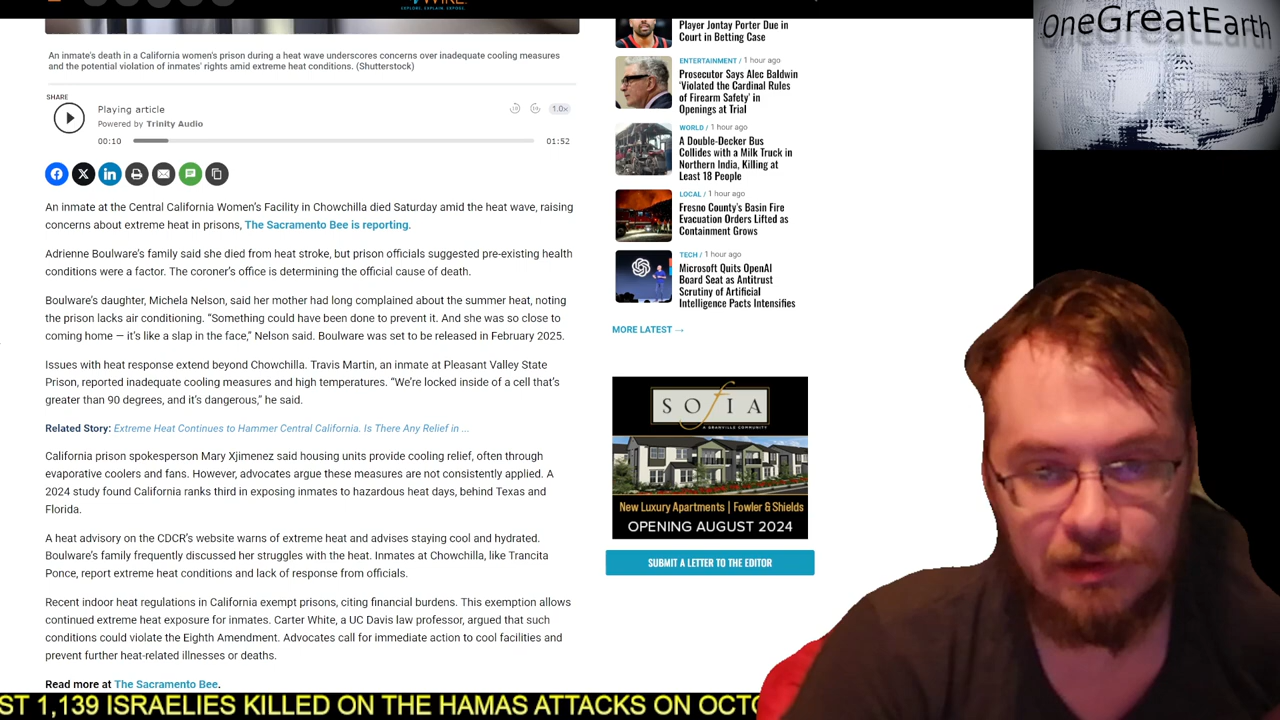 WIRE.
EXPLORE. EXPLAIN. EXPOSE.
An inmate's death in a California women's prison during a heat wave underscores concerns over inadequate cooling measures
and the potential violation of inmates' rights amid extreme heat conditions. (Shutterstock)
SHARE
Playing article
Powered by Trinity Audio
1.0x
00:10
01:52
An inmate at the Central California Women's Facility in Chowchilla died Saturday amid the heat wave, raising
concerns about extreme heat in prisons, The Sacramento Bee is reporting.
Adrienne Boulware's family said she died from heat stroke, but prison officials suggested pre-existing health
conditions were a factor. The coroner's office is determining the official cause of death.
Boulware's daughter, Michela Nelson, said her mother had long complained about the summer heat, noting
the prison lacks air conditioning. “Something could have been done to prevent it. And she was so close to
coming home — it's like a slap in the face,” Nelson said. Boulware was set to be released in February 2025.
Issues with heat response extend beyond Chowchilla. Travis Martin, an inmate at Pleasant Valley State
Prison, reported inadequate cooling measures and high temperatures. “We're locked inside of a cell that's
greater than 90 degrees, and it's dangerous,” he said.
Related Story: Extreme Heat Continues to Hammer Central California. Is There Any Relief in ...
California prison spokesperson Mary Xjimenez said housing units provide cooling relief, often through
evaporative coolers and fans. However, advocates argue these measures are not consistently applied. A
2024 study found California ranks third in exposing inmates to hazardous heat days, behind Texas and
Florida.
A heat advisory on the CDCR's website warns of extreme heat and advises staying cool and hydrated.
Boulware's family frequently discussed her struggles with the heat. Inmates at Chowchilla, like Trancita
Ponce, report extreme heat conditions and lack of response from officials.
Recent indoor heat regulations in California exempt prisons, citing financial burdens. This exemption allows
continued extreme heat exposure for inmates. Carter White, a UC Davis law professor, argued that such
conditions could violate the Eighth Amendment. Advocates call for immediate action to cool facilities and
prevent further heat-related illnesses or deaths.
Read more at The Sacramento Bee.
Player Jontay Porter Due in
Court in Betting Case
ENTERTAINMENT / 1 hour ago
Prosecutor Says Alec Baldwin
'Violated the Cardinal Rules
of Firearm Safety' in
Openings at Trial
WORLD / 1 hour ago
A Double-Decker Bus
Collides with a Milk Truck in
Northern India, Killing at
Least 18 People
LOCAL / 1 hour ago
Fresno County's Basin Fire
Evacuation Orders Lifted as
Containment Grows
TECH / 1 hour ago
Microsoft Quits OpenAI
Board Seat as Antitrust
Scrutiny of Artificial
Intelligence Pacts Intensifies
MORE LATEST →
SOFIA
A GRANVILLE COMMUNITY
New Luxury Apartments | Fowler & Shields
OPENING AUGUST 2024
SUBMIT A LETTER TO THE EDITOR
OneGreatEarth
ST 1,139 ISRAELIES KILLED ON THE HAMAS ATTACKS ON OCTO